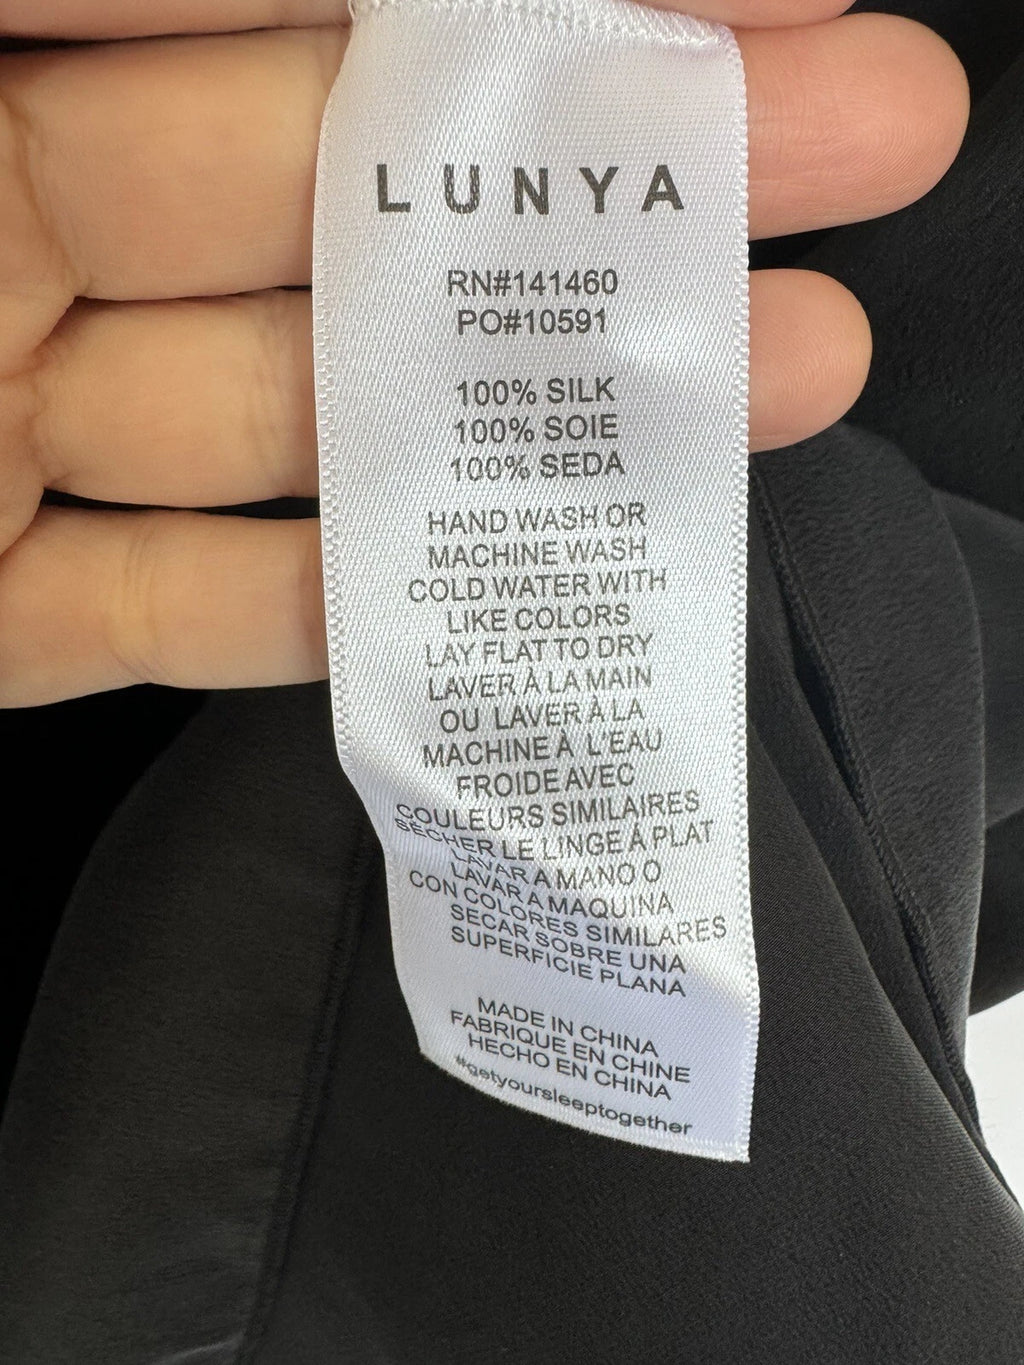 LUNYA
RN#141460
PO#10591
100% SILK
100% SOIE
100% SEDA
HAND WASH OR
MACHINE WASH
COLD WATER WITH
LIKE COLORS
LAY FLAT TO DRY
LAVER À LA MAIN
OU LAVER À LA
MACHINE À L'EAU
FROIDE AVEC
COULEURS SIMILAIRES
SÉCHER LE LINGE À PLAT
LAVAR A MANO O
LAVAR A MAQUINA
CON COLORES SIMILARES
SECAR SOBRE UNA
SUPERFICIE PLANA
MADE IN CHINA
FABRIQUE EN CHINE
HECHO EN CHINA
#getyoursleeptogether